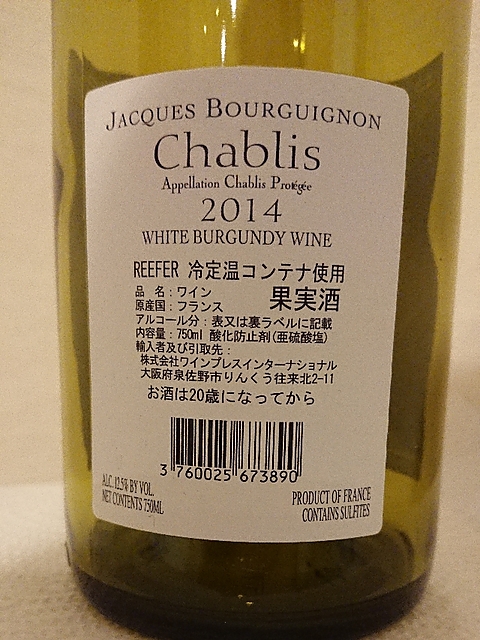 JACQUES BOURGUIGNON
Chablis
Appellation Chablis Protégée
2014
WHITE BURGUNDY WINE
REEFER 冷定温コンテナ使用
品 名：ワイン 果実酒
原産国：フランス
アルコール分：表又は裏ラベルに記載
内容量：750ml 酸化防止剤(亜硫酸塩)
輸入者及び引取先：
株式会社ワインプレスインターナショナル
大阪府泉佐野市りんくう往来北2-11
お酒は20歳になってから
3 760025 673890
ALC. 12.5% BY VOL.
NET CONTENTS 750ML
PRODUCT OF FRANCE
CONTAINS SULFITES